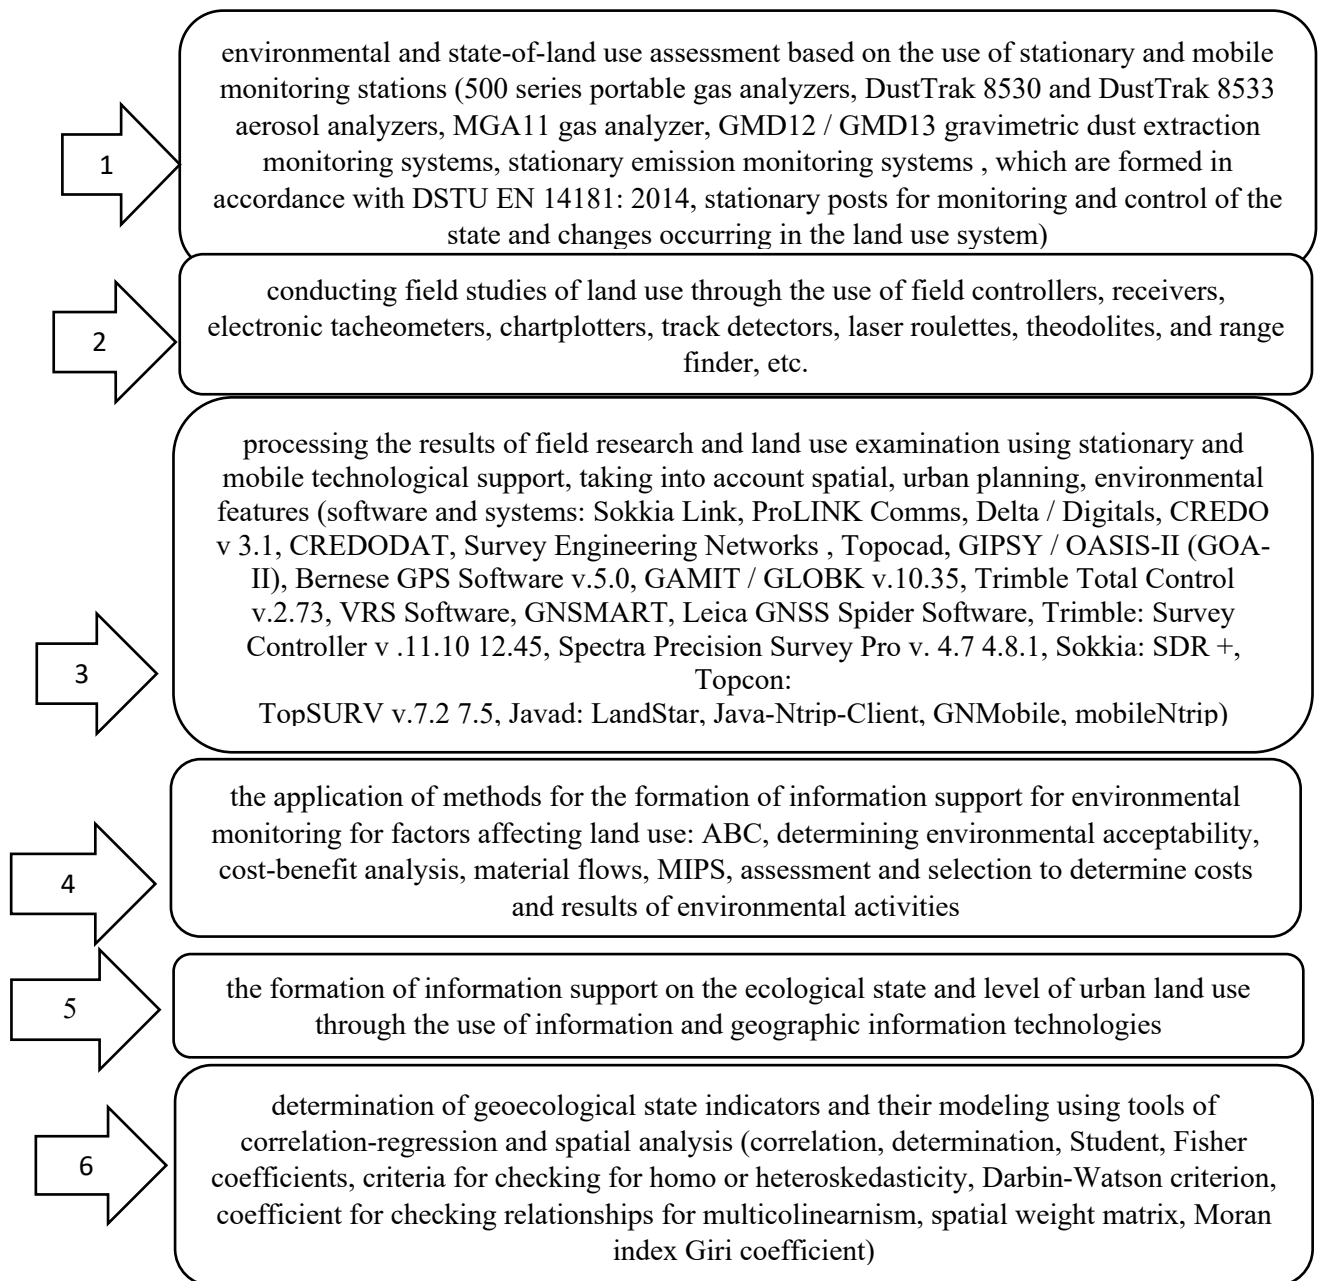 environmental and state-of-land use assessment based on the use of stationary and mobile
monitoring stations (500 series portable gas analyzers, DustTrak 8530 and DustTrak 8533
aerosol analyzers, MGA11 gas analyzer, GMD12 / GMD13 gravimetric dust extraction
1
monitoring systems, stationary emission monitoring systems , which are formed in
accordance with DSTU EN 14181: 2014, stationary posts for monitoring and control of the
state and changes occurring in the land use system)
conducting field studies of land use through the use of field controllers, receivers,
2
electronic tacheometers, chartplotters, track detectors, laser roulettes, theodolites, and range
finder, etc.
processing the results of field research and land use examination using stationary and
mobile technological support, taking into account spatial, urban planning, environmental
features (software and systems: Sokkia Link, ProLINK Comms, Delta / Digitals, CREDO
v 3.1, CREDODAT, Survey Engineering Networks , Topocad, GIPSY / OASIS-II (GOA-
II), Bernese GPS Software v.5.0, GAMIT / GLOBK v.10.35, Trimble Total Control
v.2.73, VRS Software, GNSMART, Leica GNSS Spider Software, Trimble: Survey
Controller v .11.10 12.45, Spectra Precision Survey Pro v. 4.7 4.8.1, Sokkia: SDR +,
3
Topcon:
TopSURV v.7.2 7.5, Javad: LandStar, Java-Ntrip-Client, GNMobile, mobileNtrip)
the application of methods for the formation of information support for environmental
monitoring for factors affecting land use: ABC, determining environmental acceptability,
4
cost-benefit analysis, material flows, MIPS, assessment and selection to determine costs
and results of environmental activities
5
the formation of information support on the ecological state and level of urban land use
through the use of information and geographic information technologies
determination of geoecological state indicators and their modeling using tools of
correlation-regression and spatial analysis (correlation, determination, Student, Fisher
6
coefficients, criteria for checking for homo or heteroskedasticity, Darbin-Watson criterion,
coefficient for checking relationships for multicolinearnism, spatial weight matrix, Moran
index Giri coefficient)